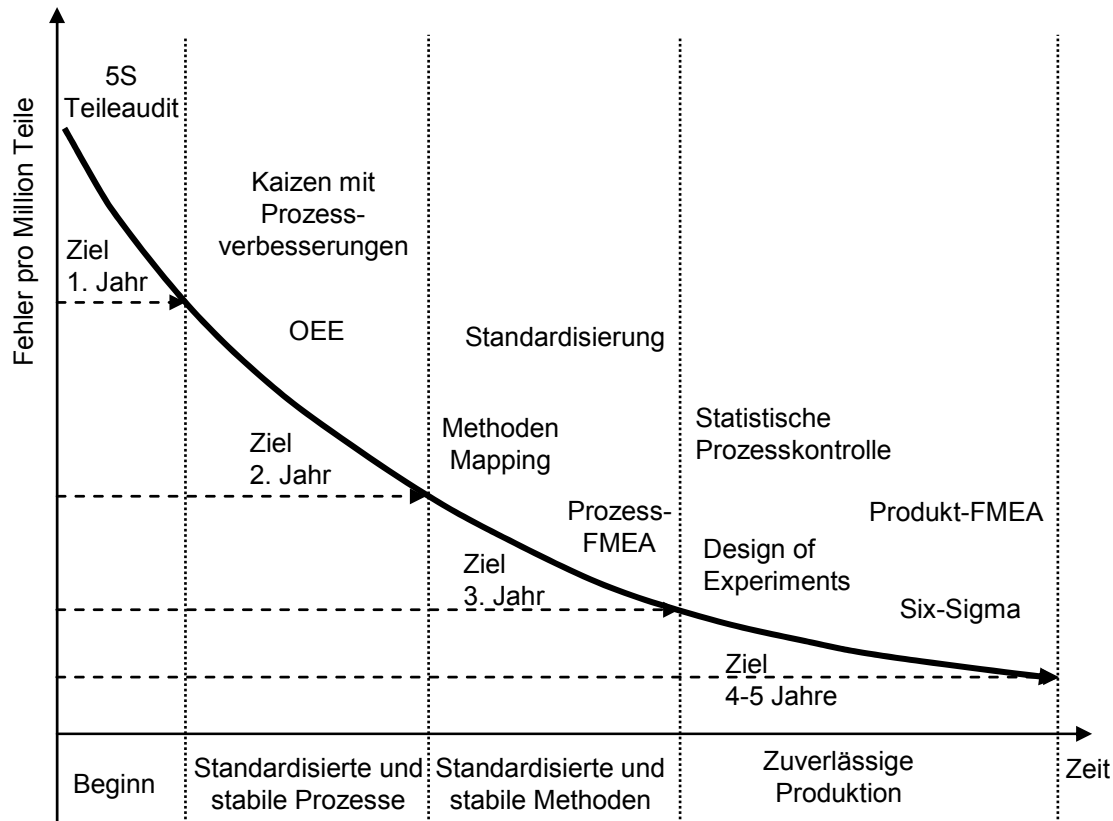 Fehler pro Million Teile
5S
Teileaudit
Ziel
1. Jahr
Kaizen mit
Prozess-
verbesserungen
OEE
Ziel
2. Jahr
Standardisierung
Methoden
Mapping
Prozess-
FMEA
Ziel
3. Jahr
Statistische
Prozesskontrolle
Produkt-FMEA
Design of
Experiments
Six-Sigma
Ziel
4-5 Jahre
Beginn
Standardisierte und
stabile Prozesse
Standardisierte und
stabile Methoden
Zuverlässige
Produktion
Zeit